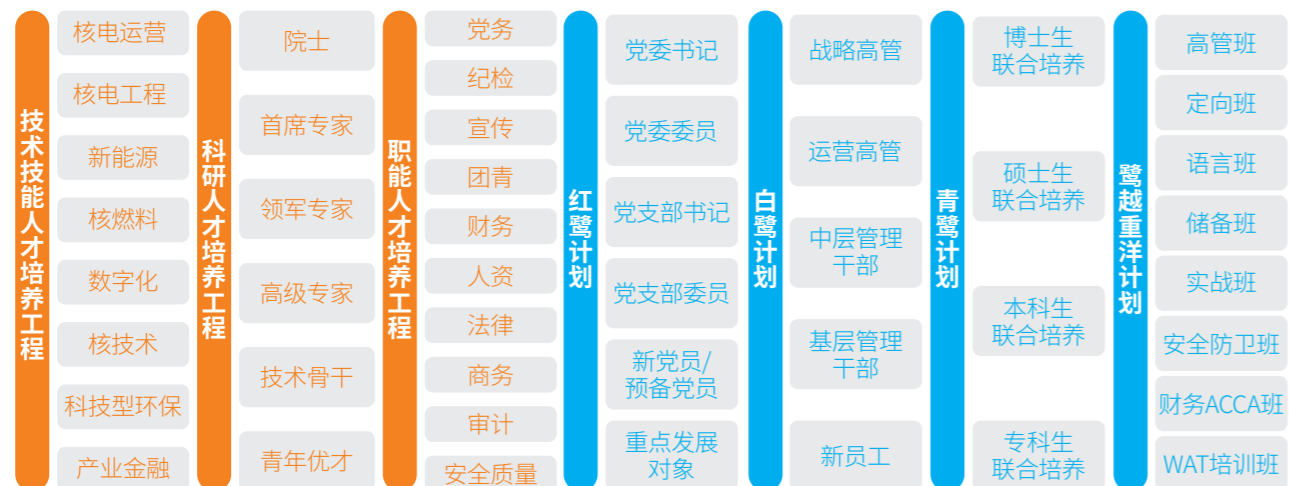 技术技能人才培养工程
核电运营
核电工程
新能源
核燃料
数字化
核技术
科技型环保
产业金融
科研人才培养工程
院士
首席专家
领军专家
高级专家
技术骨干
青年优才
职能人才培养工程
党务
纪检
宣传
团青
财务
人资
法律
商务
审计
安全质量
红鹭计划
党委书记
党委委员
党支部书记
党支部委员
新党员/
预备党员
重点发展
对象
白鹭计划
战略高管
运营高管
中层管理
干部
基层管理
干部
新员工
青鹭计划
博士生
联合培养
硕士生
联合培养
本科生
联合培养
专科生
联合培养
鹭越重洋计划
高管班
定向班
语言班
储备班
实战班
安全防卫班
财务ACCA班
WAT培训班